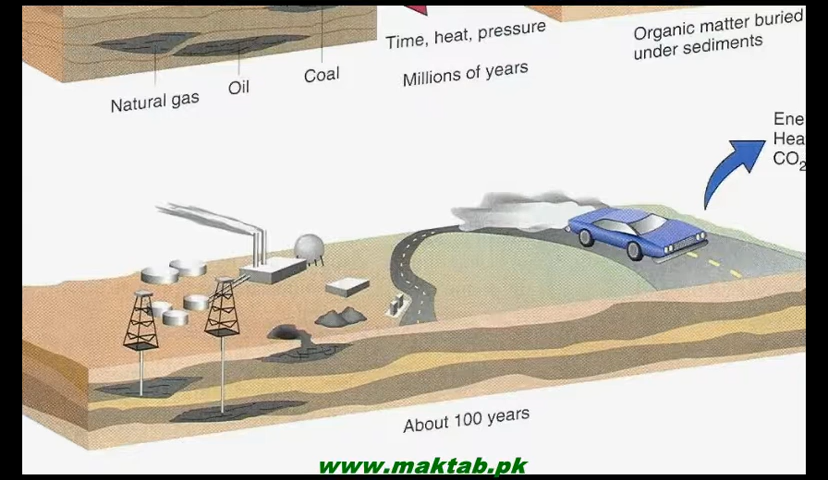 Time, heat, pressure
Millions of years
Organic matter buried
under sediments
Natural gas
Oil
Coal
CO₂
About 100 years
www.maktab.pk